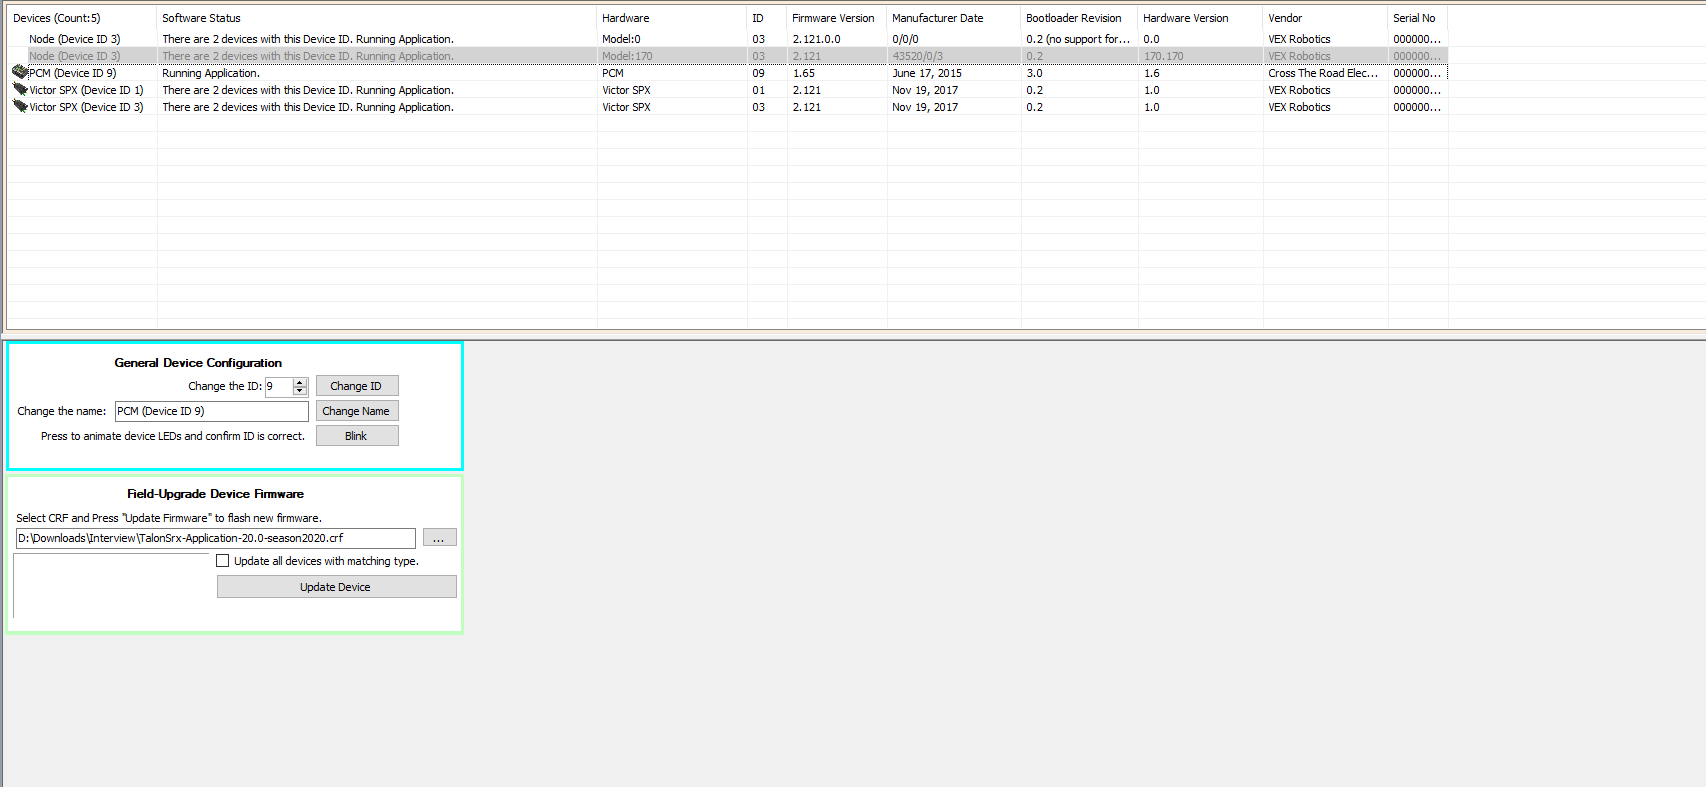 Devices (Count:5) Software Status Hardware ID Firmware Version Manufacturer Date Bootloader Revision Hardware Version Vendor Serial No
Node (Device ID 3) There are 2 devices with this Device ID. Running Application. Model:0 03 2.121.0.0 0/0/0 0.2 (no support for... 0.0 VEX Robotics 000000...
Node (Device ID 3) There are 2 devices with this Device ID. Running Application. Model:170 03 2.121 43520/0/3 0.2 170.170 VEX Robotics 000000...
PCM (Device ID 9) Running Application. PCM 09 1.65 June 17, 2015 3.0 1.6 Cross The Road Elec... 000000...
Victor SPX (Device ID 1) There are 2 devices with this Device ID. Running Application. Victor SPX 01 2.121 Nov 19, 2017 0.2 1.0 VEX Robotics 000000...
Victor SPX (Device ID 3) There are 2 devices with this Device ID. Running Application. Victor SPX 03 2.121 Nov 19, 2017 0.2 1.0 VEX Robotics 000000...
General Device Configuration
Change the ID: 9 Change ID
Change the name: PCM (Device ID 9) Change Name
Press to animate device LEDs and confirm ID is correct. Blink
Field-Upgrade Device Firmware
Select CRF and Press "Update Firmware" to flash new firmware.
D:\Downloads\Interview\TalonSrx-Application-20.0-season2020.crf ...
Update all devices with matching type.
Update Device